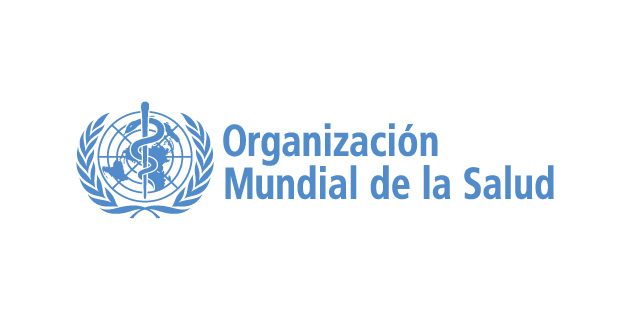 Organización
Mundial de la Salud